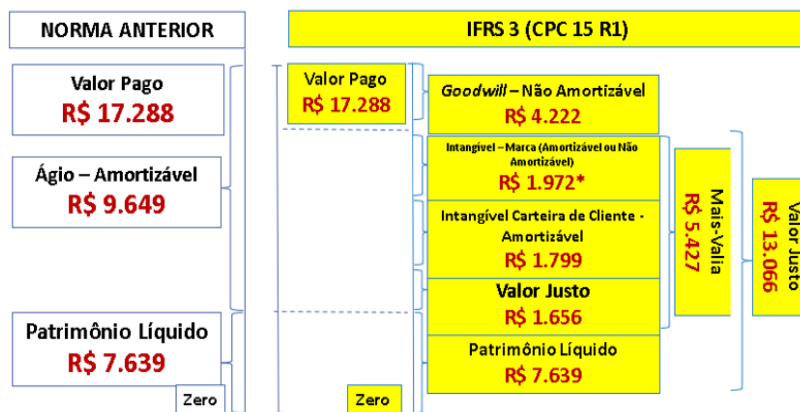 NORMA ANTERIOR
IFRS 3 (CPC 15 R1)
Valor Pago
R$ 17.288
Ágio – Amortizável
R$ 9.649
Patrimônio Líquido
R$ 7.639
Zero
Valor Pago
R$ 17.288
Zero
Goodwill – Não Amortizável
R$ 4.222
Intangível – Marca (Amortizável ou Não
Amortizável)
R$ 1.972*
Intangível Carteira de Cliente -
Amortizável
R$ 1.799
Valor Justo
R$ 1.656
Patrimônio Líquido
R$ 7.639
Mais-Valia
R$ 5.427
Valor Justo
R$ 13.066